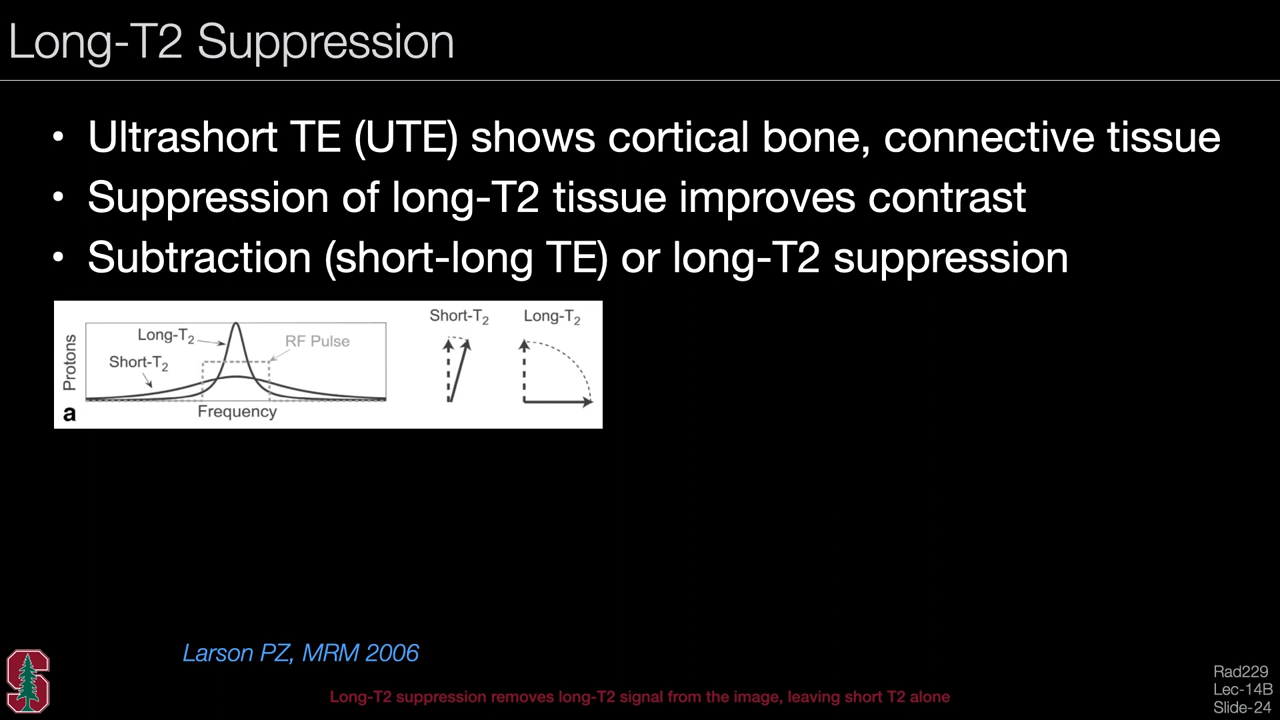 Long-T2 Suppression
• Ultrashort TE (UTE) shows cortical bone, connective tissue
• Suppression of long-T2 tissue improves contrast
• Subtraction (short-long TE) or long-T2 suppression
Protons
Long-T2
Short-T2
RF Pulse
Frequency
a
Short-T2
Long-T2
Larson PZ, MRM 2006
Long-T2 suppression removes long-T2 signal from the image, leaving short T2 alone
S
Rad229
Lec-14B
Slide-24